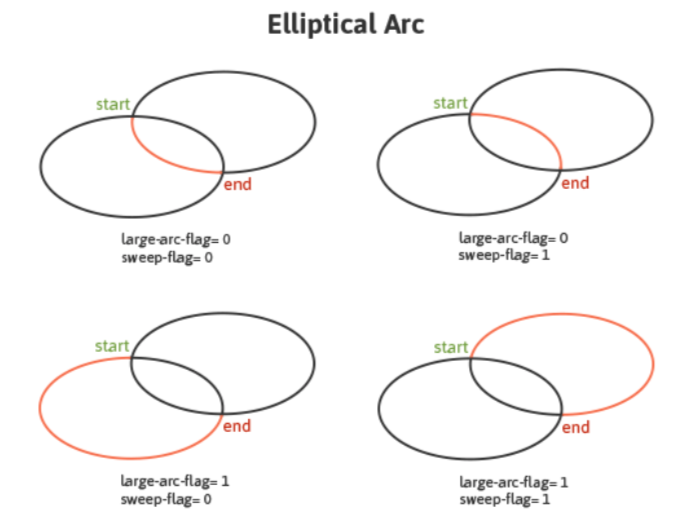 Elliptical Arc
start
end
large-arc-flag= 0
sweep-flag= 0
start
end
large-arc-flag= 0
sweep-flag= 1
start
end
large-arc-flag= 1
sweep-flag= 0
start
end
large-arc-flag= 1
sweep-flag= 1